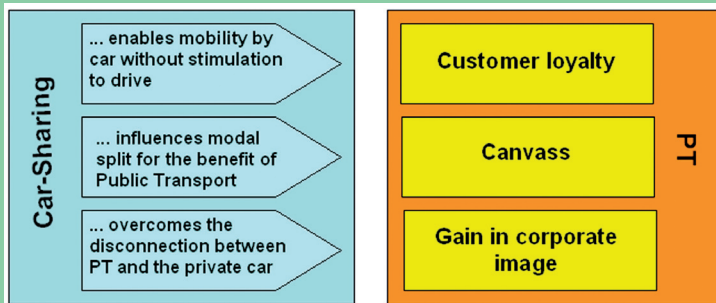 Car-Sharing
... enables mobility by
car without stimulation
to drive
... influences modal
split for the benefit of
Public Transport
... overcomes the
disconnection between
PT and the private car
Customer loyalty
Canvass
Gain in corporate
image
PT